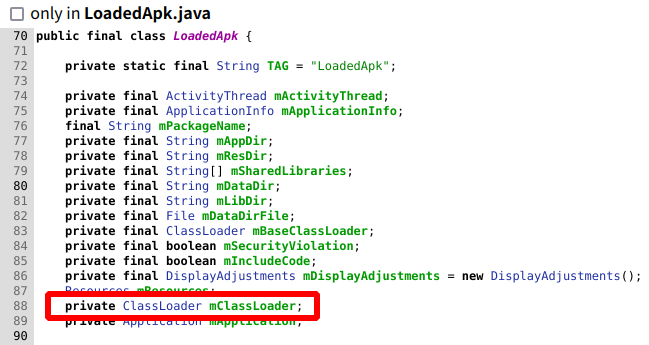 only in LoadedApk.java
70 public final class LoadedApk {
71
72 private static final String TAG = "LoadedApk";
73
74 private final ActivityThread mActivityThread;
75 private final ApplicationInfo mApplicationInfo;
76 final String mPackageName;
77 private final String mAppDir;
78 private final String mResDir;
79 private final String[] mSharedLibraries;
80 private final String mDataDir;
81 private final String mLibDir;
82 private final File mDataDirFile;
83 private final ClassLoader mBaseClassLoader;
84 private final boolean mSecurityViolation;
85 private final boolean mIncludeCode;
86 private final DisplayAdjustments mDisplayAdjustments = new DisplayAdjustments();
87 Resources mResources;
88 private ClassLoader mClassLoader;
89 private Application mApplication;
90